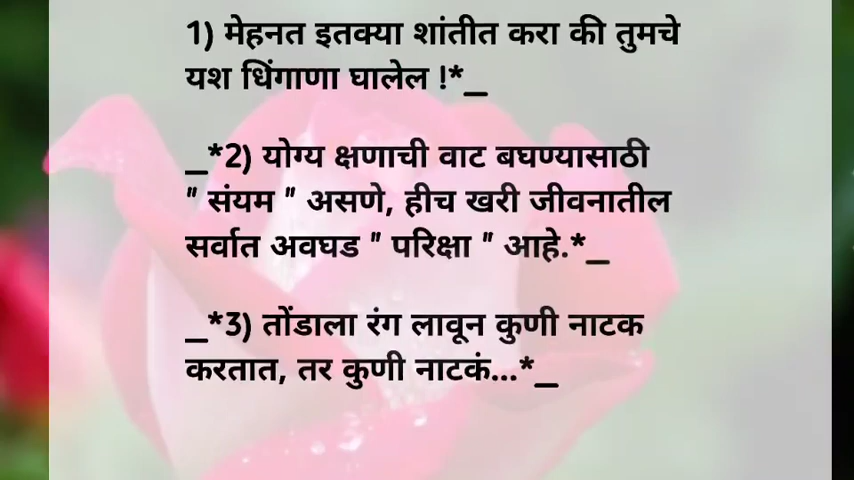 1) मेहनत इतक्या शांतीत करा की तुमचे
यश धिंगाणा घालेल !*_
_*2) योग्य क्षणाची वाट बघण्यासाठी
" संयम " असणे, हीच खरी जीवनातील
सर्वात अवघड " परिक्षा " आहे.*_
_*3) तोंडाला रंग लावून कुणी नाटक
करतात, तर कुणी नाटकं...*_